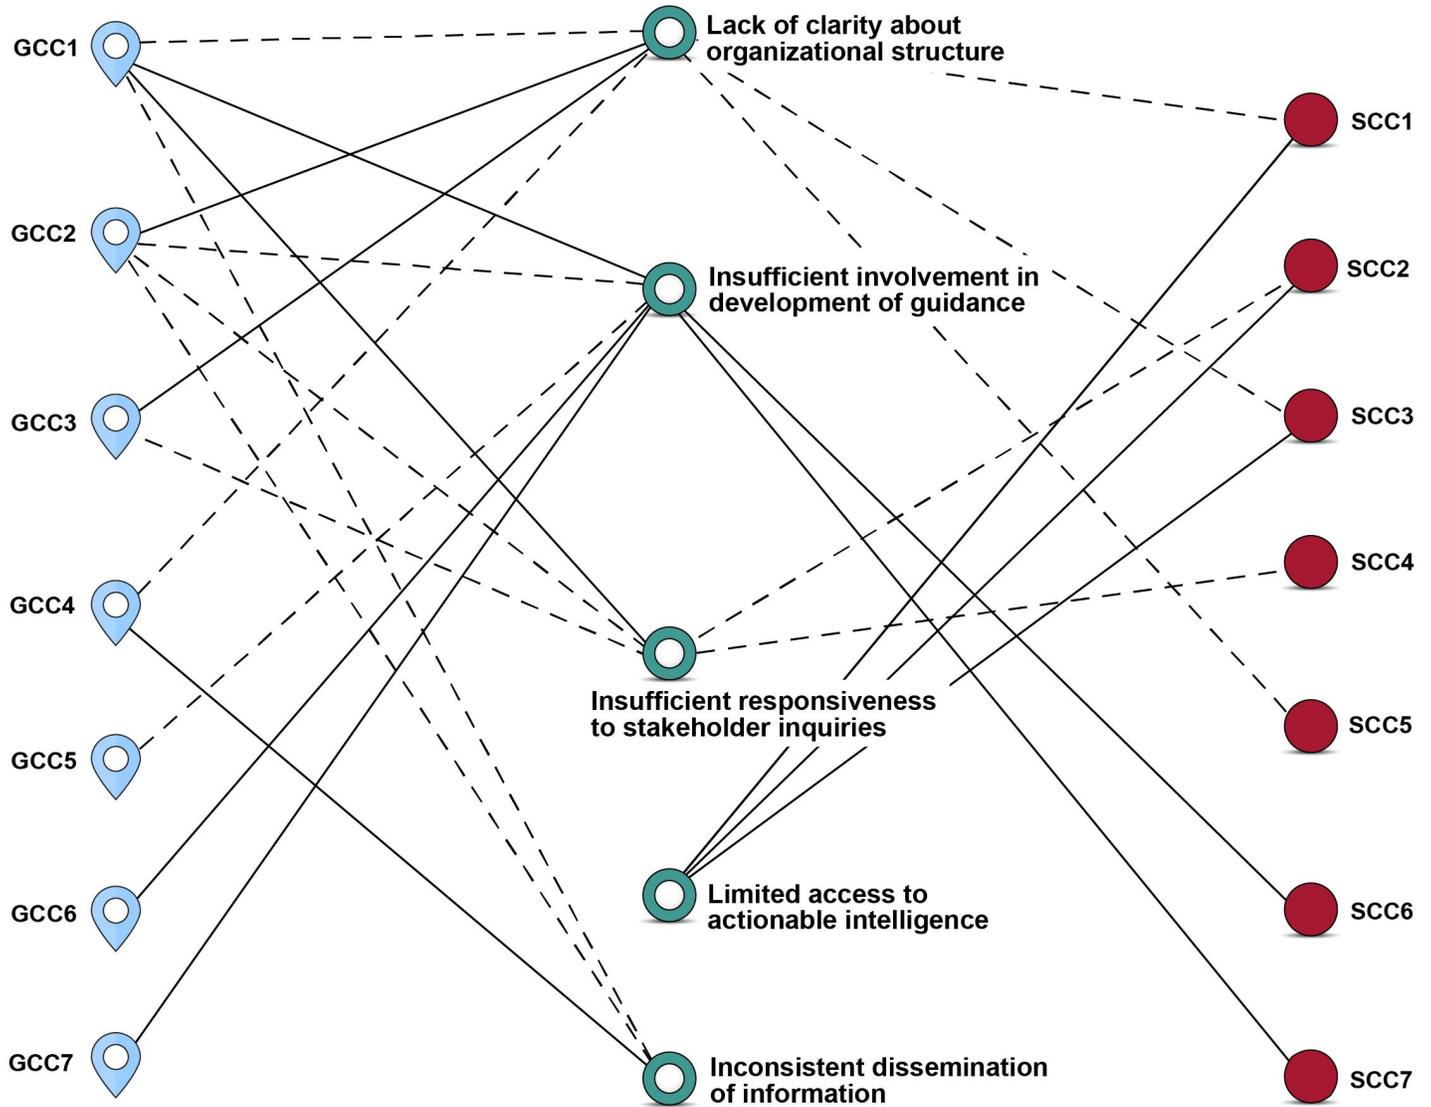 GCC1
GCC2
GCC3
GCC4
GCC5
GCC6
GCC7
Lack of clarity about
organizational structure
Insufficient involvement in
development of guidance
Insufficient responsiveness
to stakeholder inquiries
Limited access to
actionable intelligence
Inconsistent dissemination
of information
SCC1
SCC2
SCC3
SCC4
SCC5
SCC6
SCC7